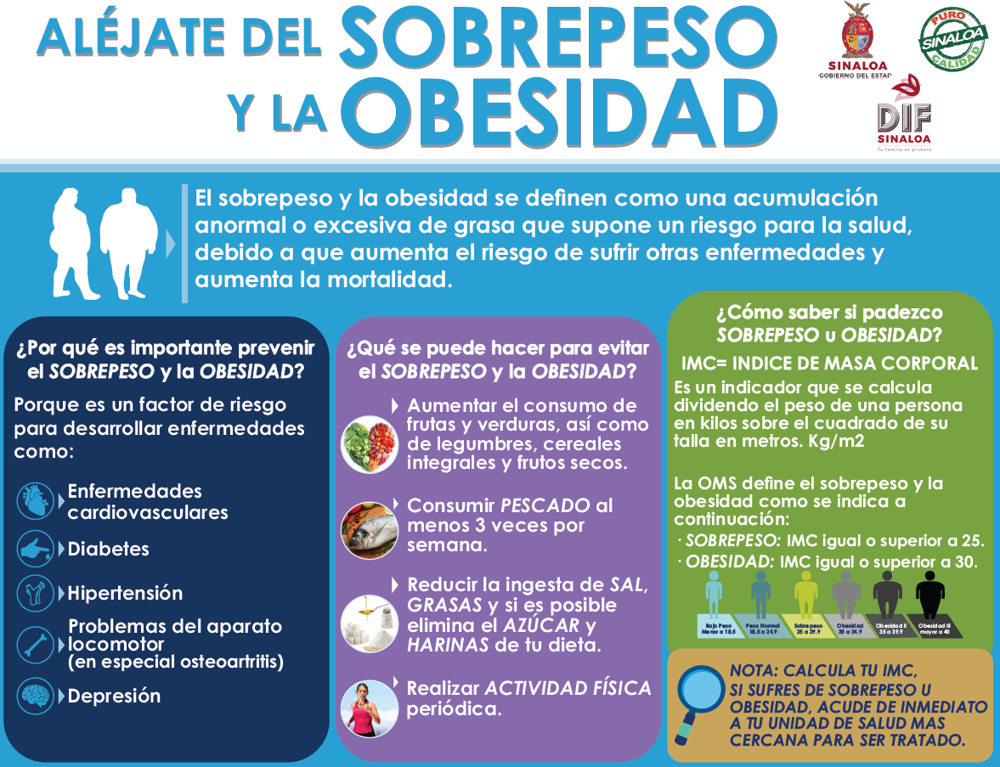 ALÉJATE DEL SOBREPESO
Y LA OBESIDAD
SINALOA
GOBIERNO DEL ESTAD
PURO
SINALOA
CALIDAD
DIF
SINALOA
Tu familia es primero
El sobrepeso y la obesidad se definen como una acumulación
anormal o excesiva de grasa que supone un riesgo para la salud,
debido a que aumenta el riesgo de sufrir otras enfermedades y
aumenta la mortalidad.
¿Por qué es importante prevenir
el SOBREPESO y la OBESIDAD?
Porque es un factor de riesgo
para desarrollar enfermedades
como:
Enfermedades
cardiovasculares
Diabetes
Hipertensión
Problemas del aparato
locomotor
(en especial osteoartritis)
Depresión
¿Qué se puede hacer para evitar
el SOBREPESO y la OBESIDAD?
Aumentar el consumo de
frutas y verduras, así como
de legumbres, cereales
integrales y frutos secos.
Consumir PESCADO al
menos 3 veces por
semana.
Reducir la ingesta de SAL,
GRASAS y si es posible
elimina el AZÚCAR y
HARINAS de tu dieta.
Realizar ACTIVIDAD FÍSICA
periódica.
¿Cómo saber si padezco
SOBREPESO u OBESIDAD?
IMC= INDICE DE MASA CORPORAL
Es un indicador que se calcula
dividendo el peso de una persona
en kilos sobre el cuadrado de su
talla en metros. Kg/m2
La OMS define el sobrepeso y la
obesidad como se indica a
continuación:
· SOBREPESO: IMC igual o superior a 25.
· OBESIDAD: IMC igual o superior a 30.
Bajo Peso
Menor a 18.5
Peso Normal
18.5 a 24.9
Sobrepeso
25 a 29.9
Obesidad
30 a 34.9
Obesidad II
35 a 39.9
Obesidad III
mayor a 40
NOTA: CALCULA TU IMC,
SI SUFRES DE SOBREPESO U
OBESIDAD, ACUDE DE INMEDIATO
A TU UNIDAD DE SALUD MAS
CERCANA PARA SER TRATADO.